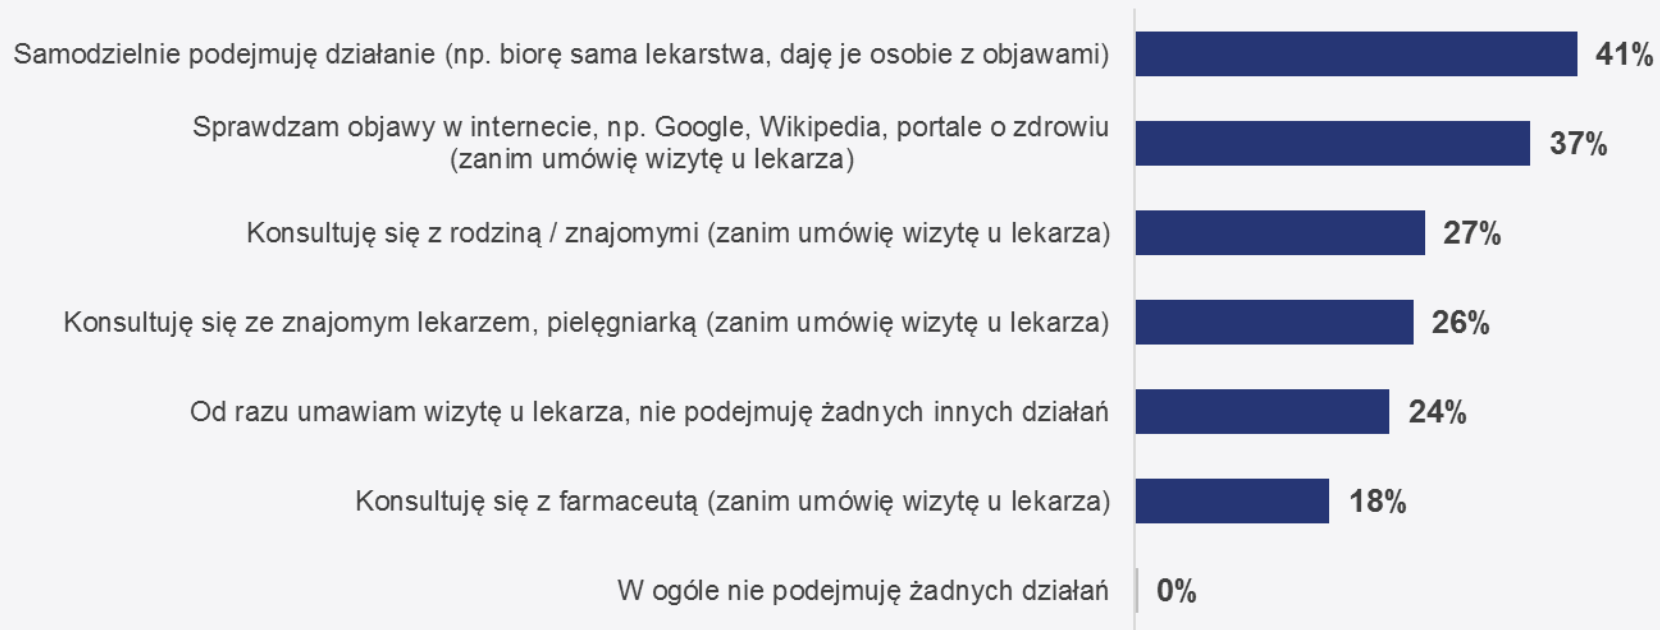 Samodzielnie podejmuję działanie (np. biorę sama lekarstwa, daję je osobie z objawami)
41%
Sprawdzam objawy w internecie, np. Google, Wikipedia, portale o zdrowiu
(zanim umówię wizytę u lekarza)
37%
Konsultuję się z rodziną / znajomymi (zanim umówię wizytę u lekarza)
27%
Konsultuję się ze znajomym lekarzem, pielęgniarką (zanim umówię wizytę u lekarza)
26%
Od razu umawiam wizytę u lekarza, nie podejmuję żadnych innych działań
24%
Konsultuję się z farmaceutą (zanim umówię wizytę u lekarza)
18%
W ogóle nie podejmuję żadnych działań
0%